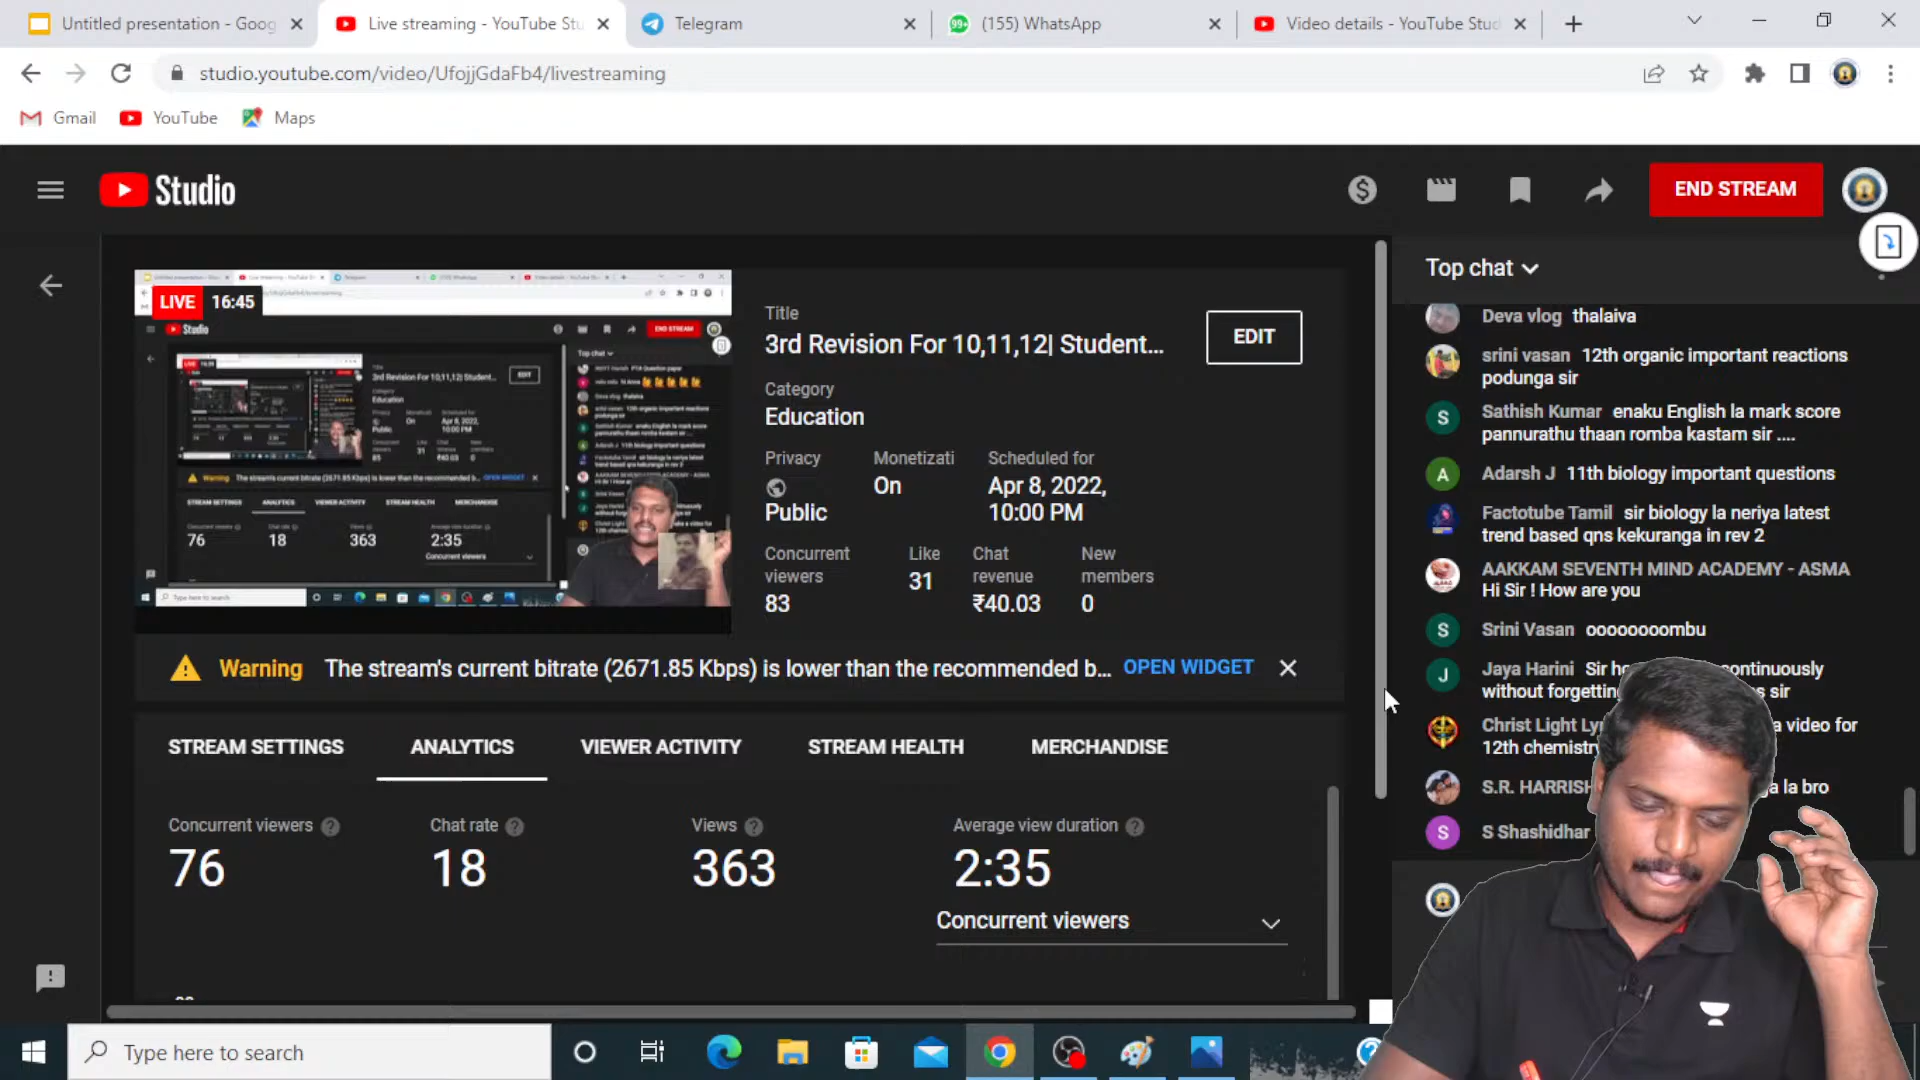 Untitled presentation - Goog
Live streaming - YouTube Stu
Telegram
(155) WhatsApp
Video details - YouTube Stud
studio.youtube.com/video/UfojjGdaFb4/livestreaming
Gmail
YouTube
Maps
Studio
END STREAM
LIVE 16:45
Title
3rd Revision For 10,11,12| Student...
EDIT
Category
Education
Privacy
Public
Monetizati
On
Scheduled for
Apr 8, 2022,
10:00 PM
Concurrent
viewers
83
Like
31
Chat
revenue
₹40.03
New
members
0
Warning The stream's current bitrate (2671.85 Kbps) is lower than the recommended b... OPEN WIDGET
STREAM SETTINGS
ANALYTICS
VIEWER ACTIVITY
STREAM HEALTH
MERCHANDISE
Concurrent viewers
76
Chat rate
18
Views
363
Average view duration
2:35
Concurrent viewers
Top chat
Deva vlog thalaiva
srini vasan 12th organic important reactions
podunga sir
Sathish Kumar enaku English la mark score
pannurathu thaan romba kastam sir ....
Adarsh J 11th biology important questions
Factotube Tamil sir biology la neriya latest
trend based qns kekuranga in rev 2
AAKKAM SEVENTH MIND ACADEMY - ASMA
Hi Sir ! How are you
Srini Vasan oooooooombu
Jaya Harini Sir continuously
without forgetting sir
Christ Light a video for
12th chemistry
S.R. HARRISH la bro
S Shashidhar
Type here to search